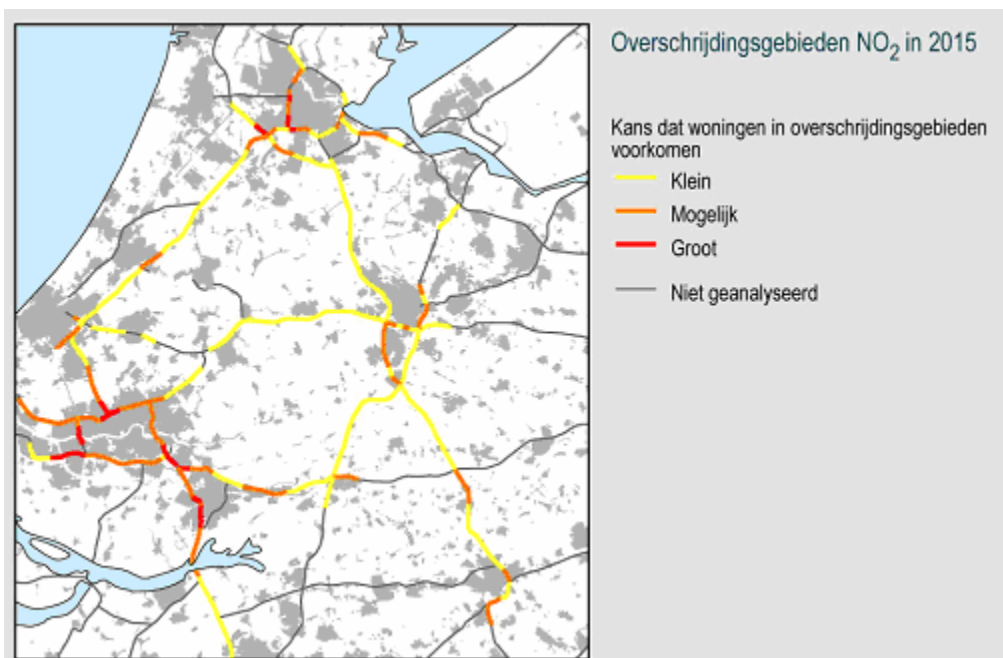 Overschrijdingsgebieden NO₂ in 2015
Kans dat woningen in overschrijdingsgebieden
voorkomen
Klein
Mogelijk
Groot
Niet geanalyseerd